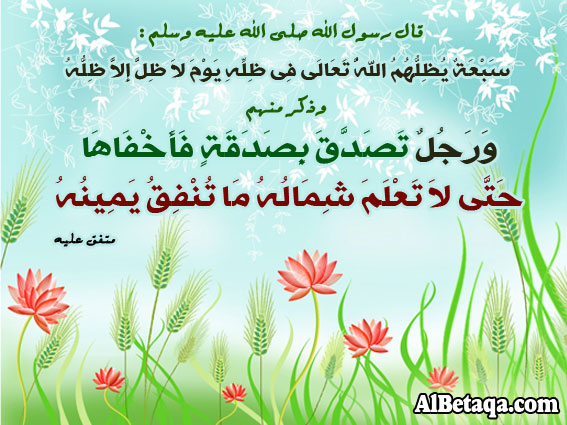 قال رسول الله صلى الله عليه وسلم :
سَبْعَةٌ يُظِلُّهُمُ اللَّهُ تَعَالَى فِى ظِلِّهِ يَوْمَ لاَ ظِلَّ إِلاَّ ظِلُّهُ
وذكر منهم
وَرَجُلٌ تَصَدَّقَ بِصَدَقَةٍ فَأَخْفَاهَا
حَتَّى لاَ تَعْلَمَ شِمَالُهُ مَا تُنْفِقُ يَمِينُهُ
متفق عليه
AlBetaqa.com